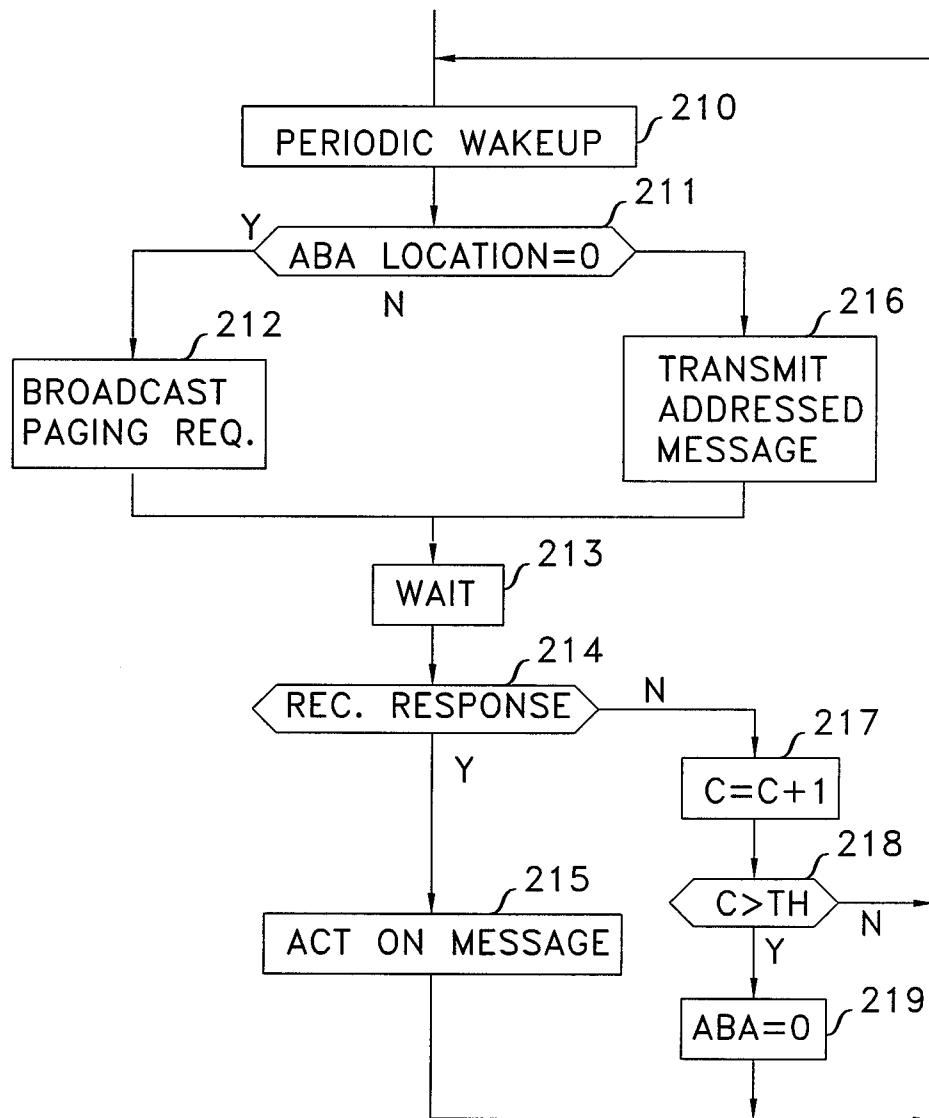 210
PERIODIC WAKEUP
211
Y
ABA LOCATION=0
N
212
216
BROADCAST
PAGING REQ.
TRANSMIT
ADDRESSED
MESSAGE
213
WAIT
214
REC. RESPONSE
N
Y
217
C=C+1
218
C>TH
N
Y
215
ACT ON MESSAGE
219
ABA=0